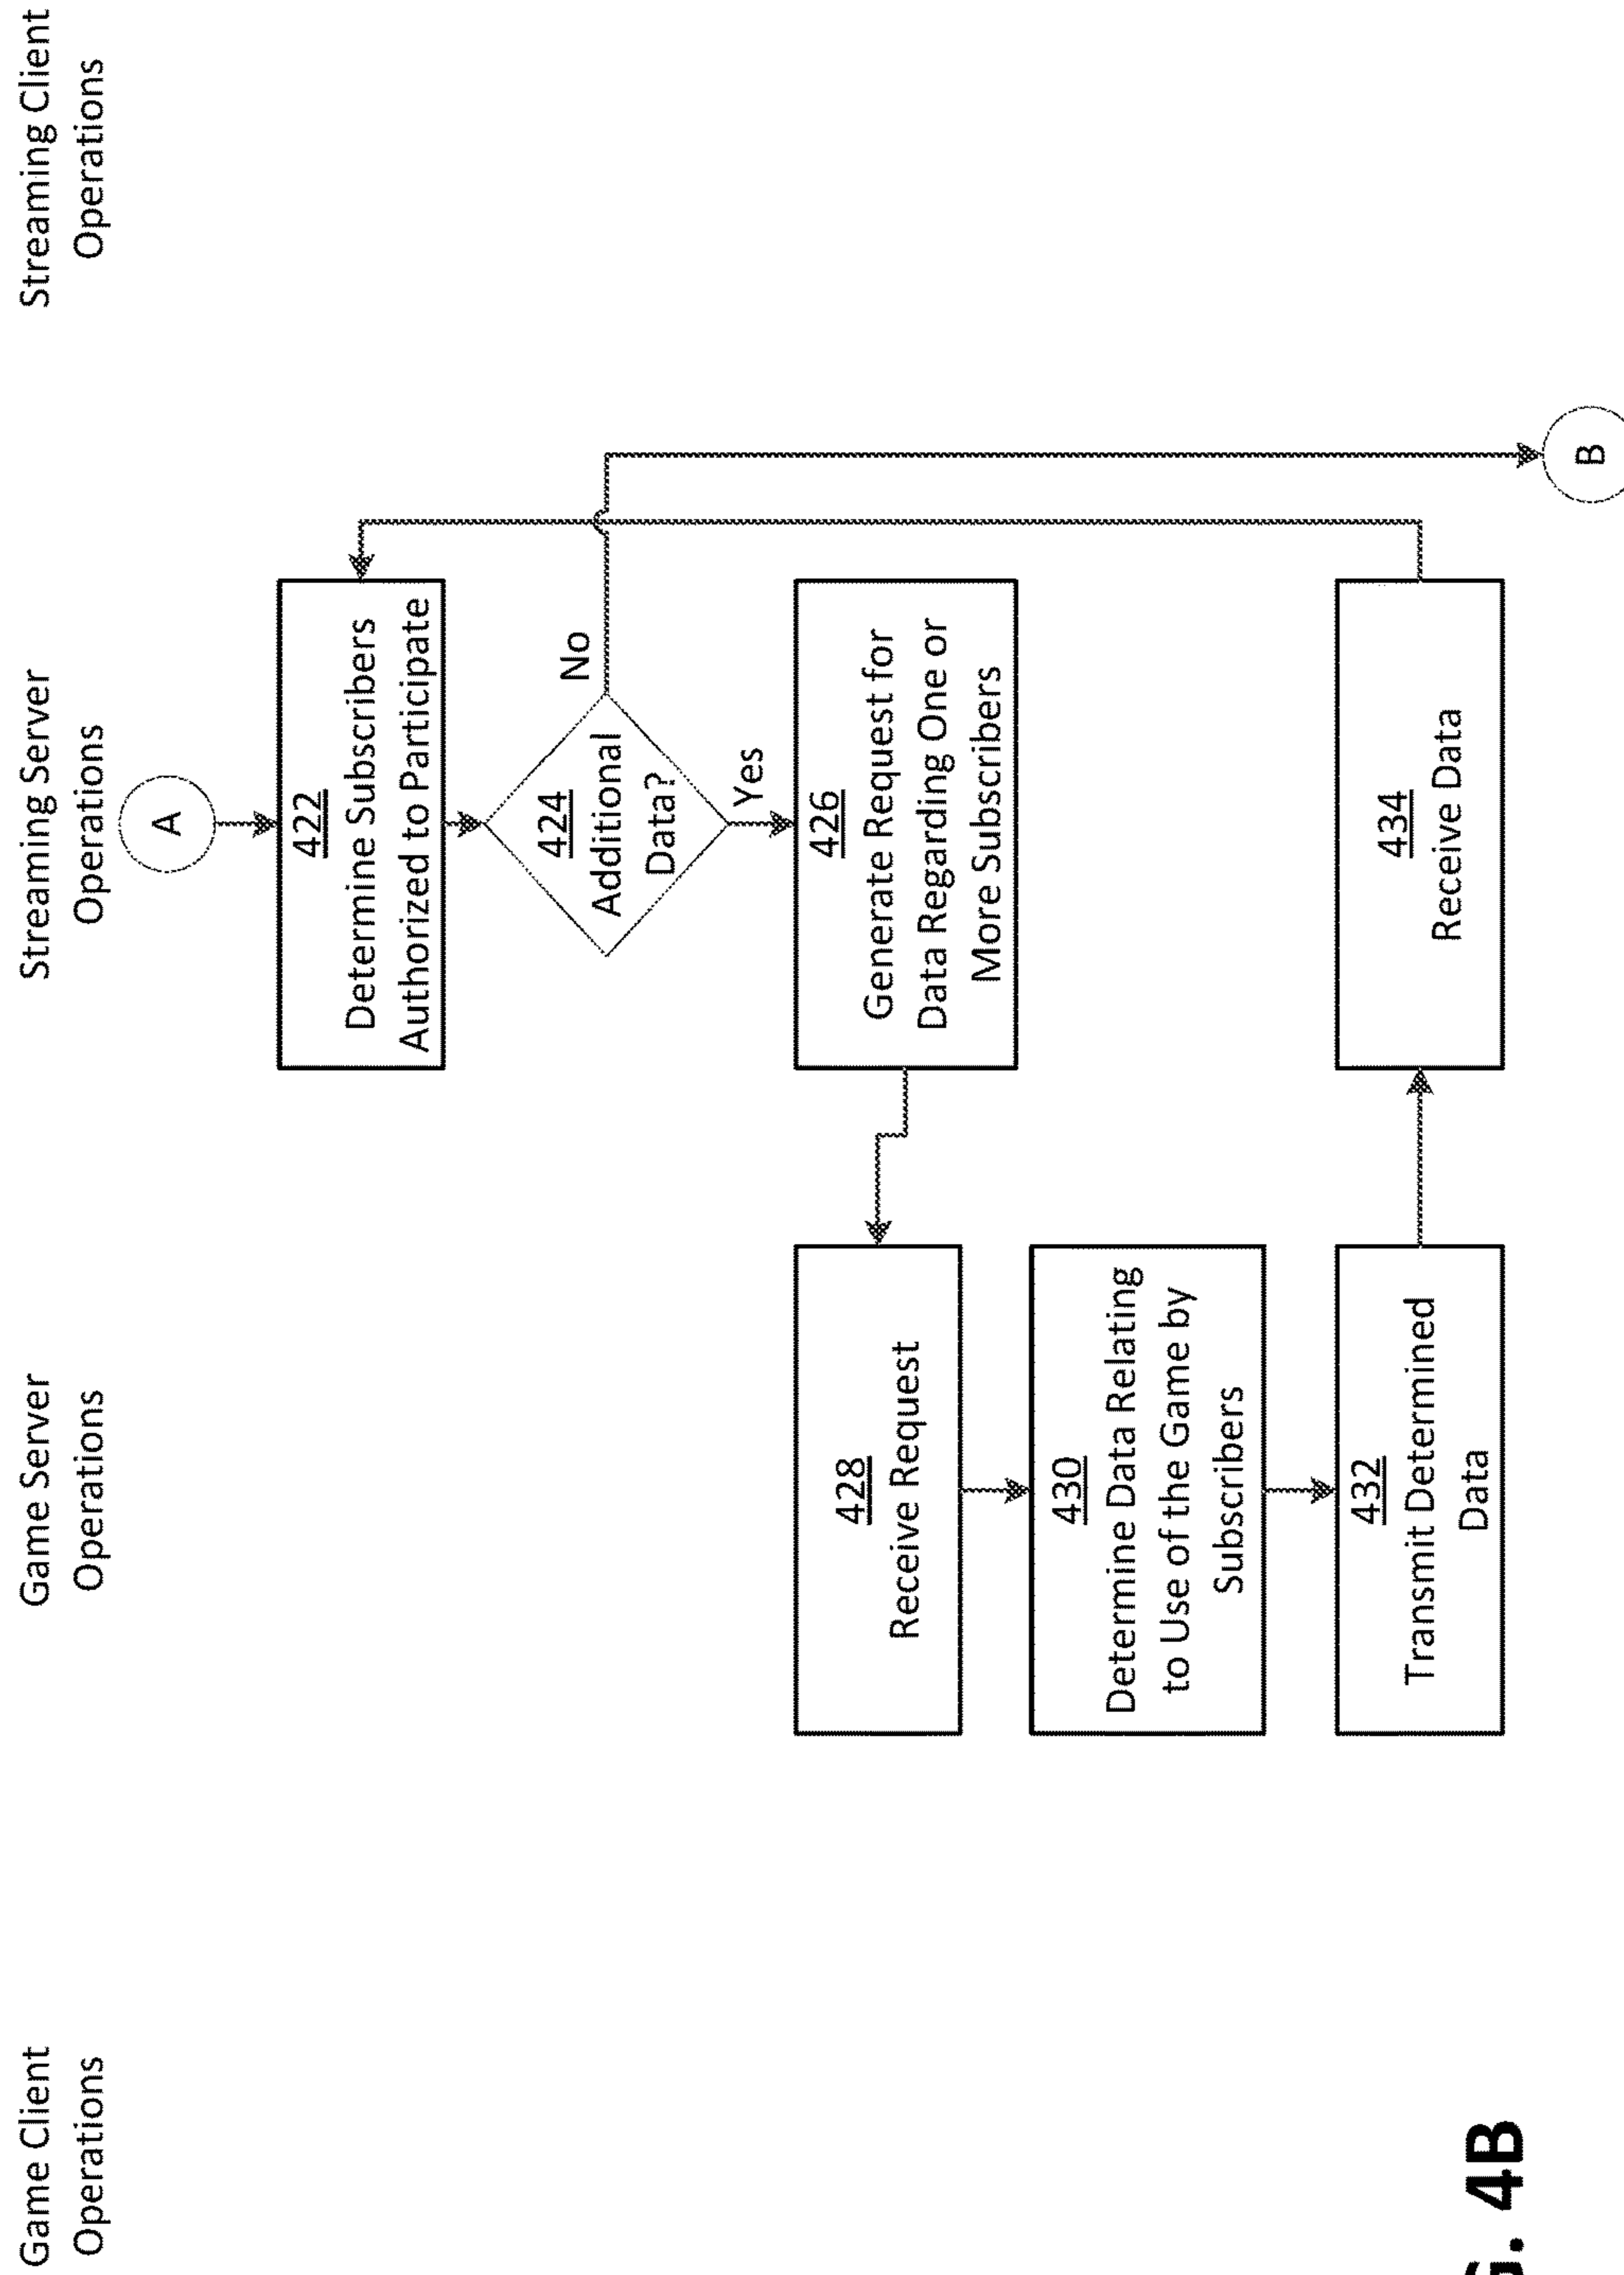 Game Client
Operations
Game Server
Operations
Streaming Server
Operations
Streaming Client
Operations
A
422
Determine Subscribers
Authorized to Participate
424
Additional
Data?
No
Yes
426
Generate Request for
Data Regarding One or
More Subscribers
428
Receive Request
430
Determine Data Relating
to Use of the Game by
Subscribers
432
Transmit Determined
Data
434
Receive Data
B
4B